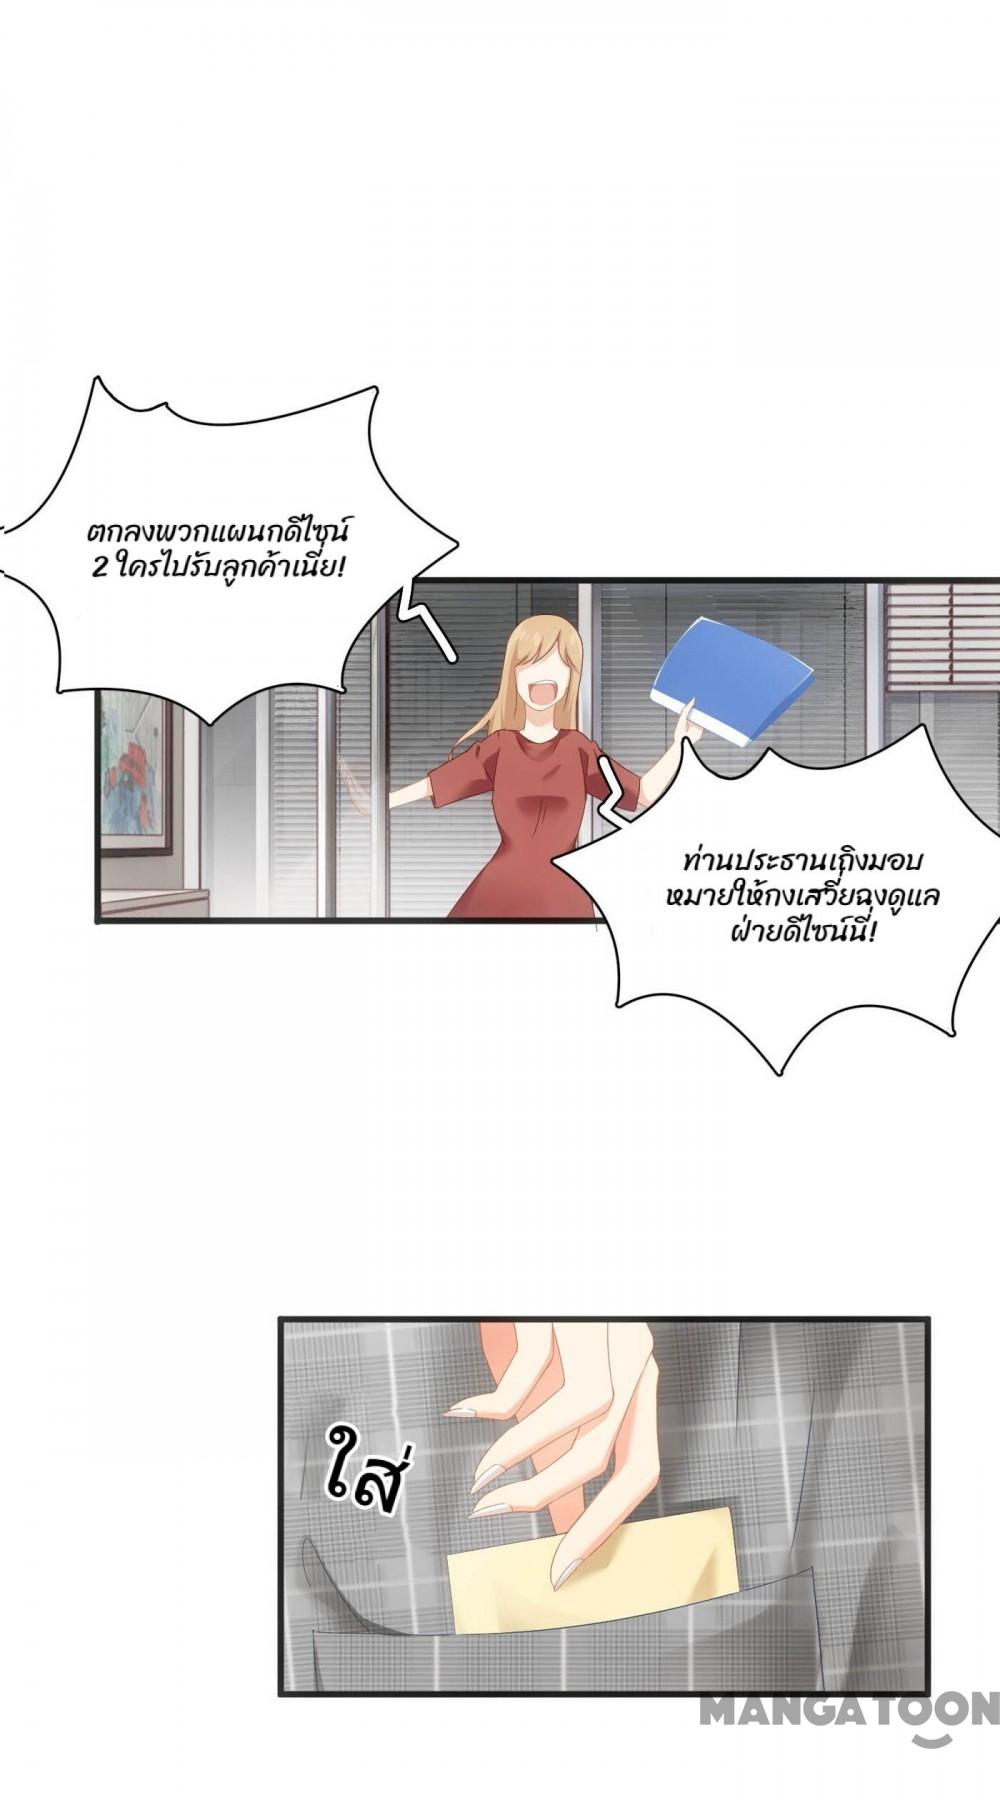 ตกลงพวกแผนกดีไซน์
2 ใครไปรับลูกค้าเนี่ย!
ท่านประธานเถิงมอบ
หมายให้กงเสวี่ยฉงดูแล
ฝ่ายดีไซน์นี่!
ใส่
MANGATOON